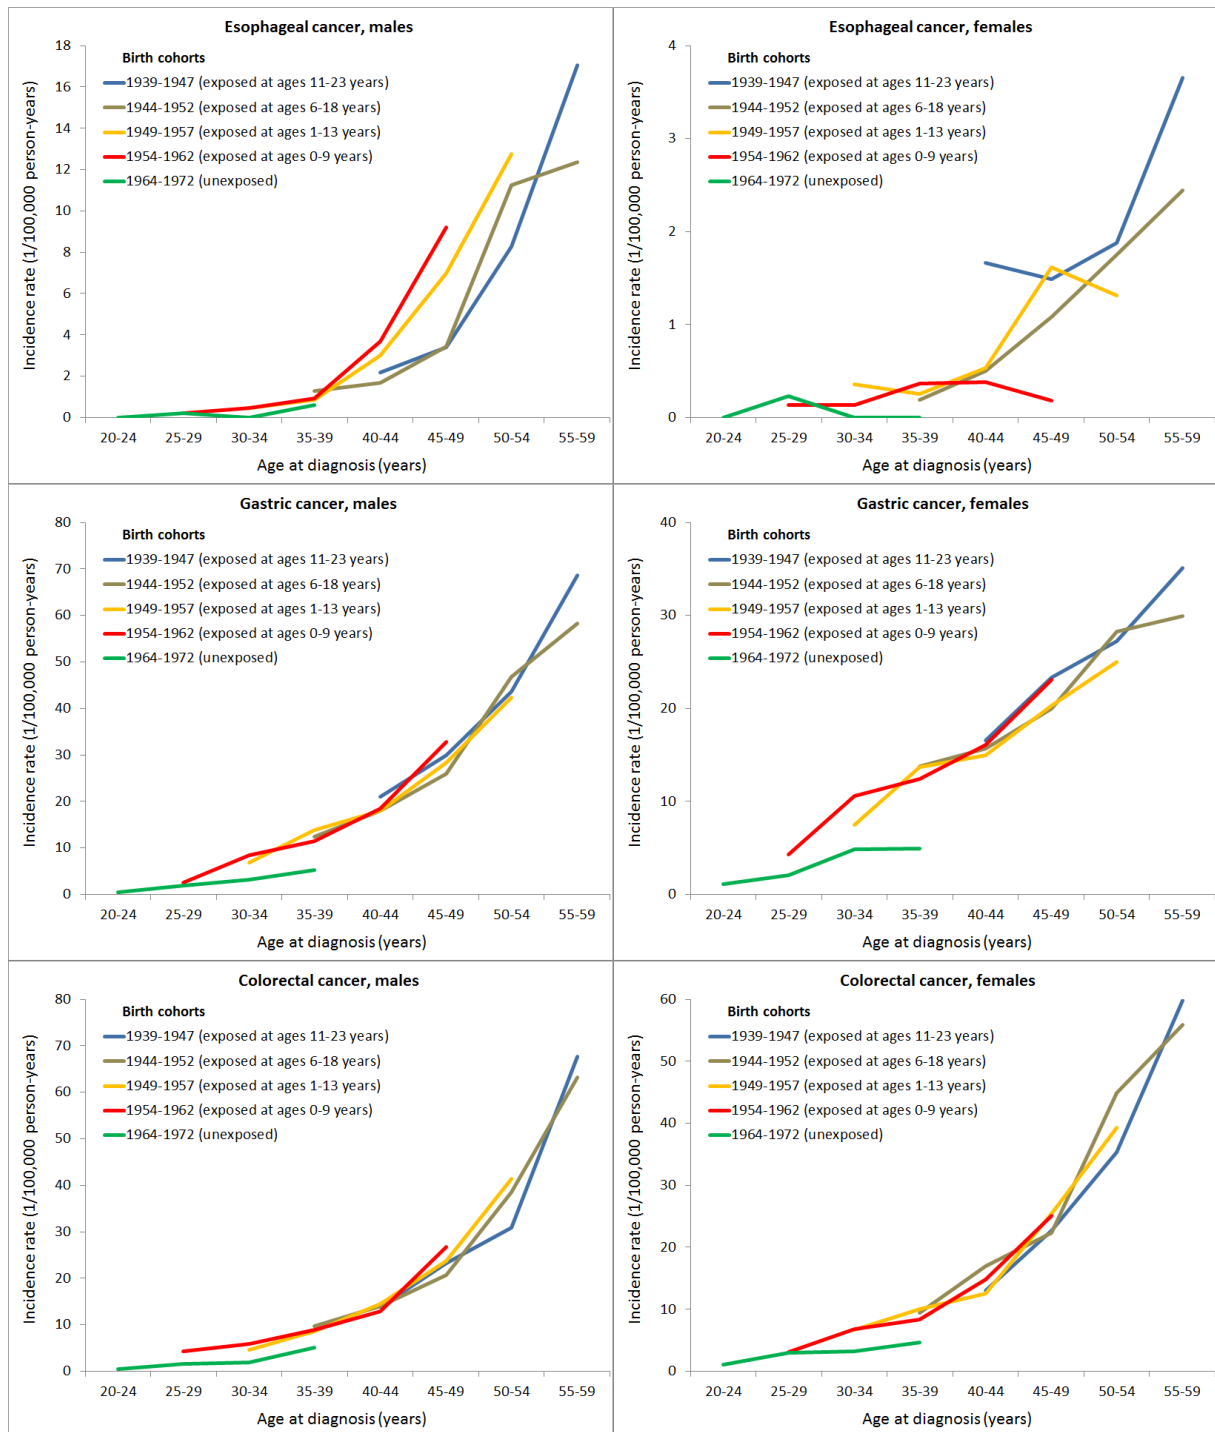 Esophageal cancer, males
Incidence rate (1/100,000 person-years)
18
16
14
12
10
8
6
4
2
0
Birth cohorts
1939-1947 (exposed at ages 11-23 years)
1944-1952 (exposed at ages 6-18 years)
1949-1957 (exposed at ages 1-13 years)
1954-1962 (exposed at ages 0-9 years)
1964-1972 (unexposed)
20-24 25-29 30-34 35-39 40-44 45-49 50-54 55-59
Age at diagnosis (years)
Esophageal cancer, females
Incidence rate (1/100,000 person-years)
4
3
2
1
0
Birth cohorts
1939-1947 (exposed at ages 11-23 years)
1944-1952 (exposed at ages 6-18 years)
1949-1957 (exposed at ages 1-13 years)
1954-1962 (exposed at ages 0-9 years)
1964-1972 (unexposed)
20-24 25-29 30-34 35-39 40-44 45-49 50-54 55-59
Age at diagnosis (years)
Gastric cancer, males
Incidence rate (1/100,000 person-years)
80
70
60
50
40
30
20
10
0
Birth cohorts
1939-1947 (exposed at ages 11-23 years)
1944-1952 (exposed at ages 6-18 years)
1949-1957 (exposed at ages 1-13 years)
1954-1962 (exposed at ages 0-9 years)
1964-1972 (unexposed)
20-24 25-29 30-34 35-39 40-44 45-49 50-54 55-59
Age at diagnosis (years)
Gastric cancer, females
Incidence rate (1/100,000 person-years)
40
30
20
10
0
Birth cohorts
1939-1947 (exposed at ages 11-23 years)
1944-1952 (exposed at ages 6-18 years)
1949-1957 (exposed at ages 1-13 years)
1954-1962 (exposed at ages 0-9 years)
1964-1972 (unexposed)
20-24 25-29 30-34 35-39 40-44 45-49 50-54 55-59
Age at diagnosis (years)
Colorectal cancer, males
Incidence rate (1/100,000 person-years)
80
70
60
50
40
30
20
10
0
Birth cohorts
1939-1947 (exposed at ages 11-23 years)
1944-1952 (exposed at ages 6-18 years)
1949-1957 (exposed at ages 1-13 years)
1954-1962 (exposed at ages 0-9 years)
1964-1972 (unexposed)
20-24 25-29 30-34 35-39 40-44 45-49 50-54 55-59
Age at diagnosis (years)
Colorectal cancer, females
Incidence rate (1/100,000 person-years)
60
50
40
30
20
10
0
Birth cohorts
1939-1947 (exposed at ages 11-23 years)
1944-1952 (exposed at ages 6-18 years)
1949-1957 (exposed at ages 1-13 years)
1954-1962 (exposed at ages 0-9 years)
1964-1972 (unexposed)
20-24 25-29 30-34 35-39 40-44 45-49 50-54 55-59
Age at diagnosis (years)